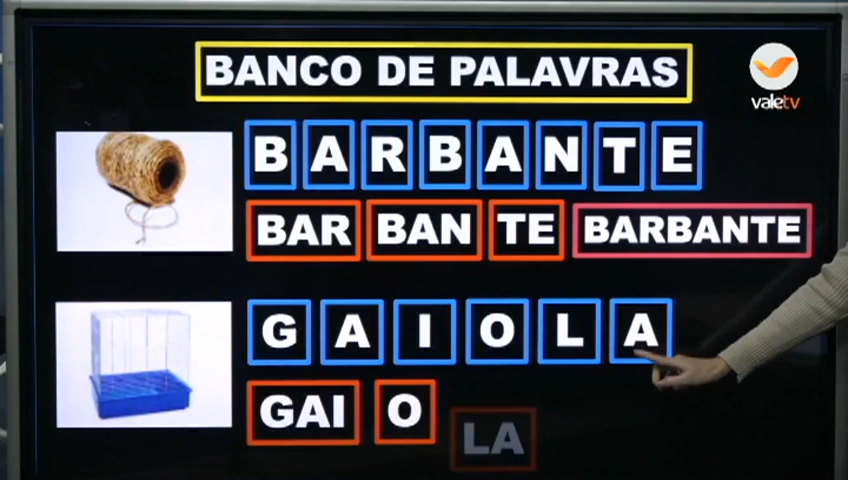 BANCO DE PALAVRAS
valetv
B A R B A N T E
BAR BAN TE BARBANTE
G A I O L A
GAI O LA